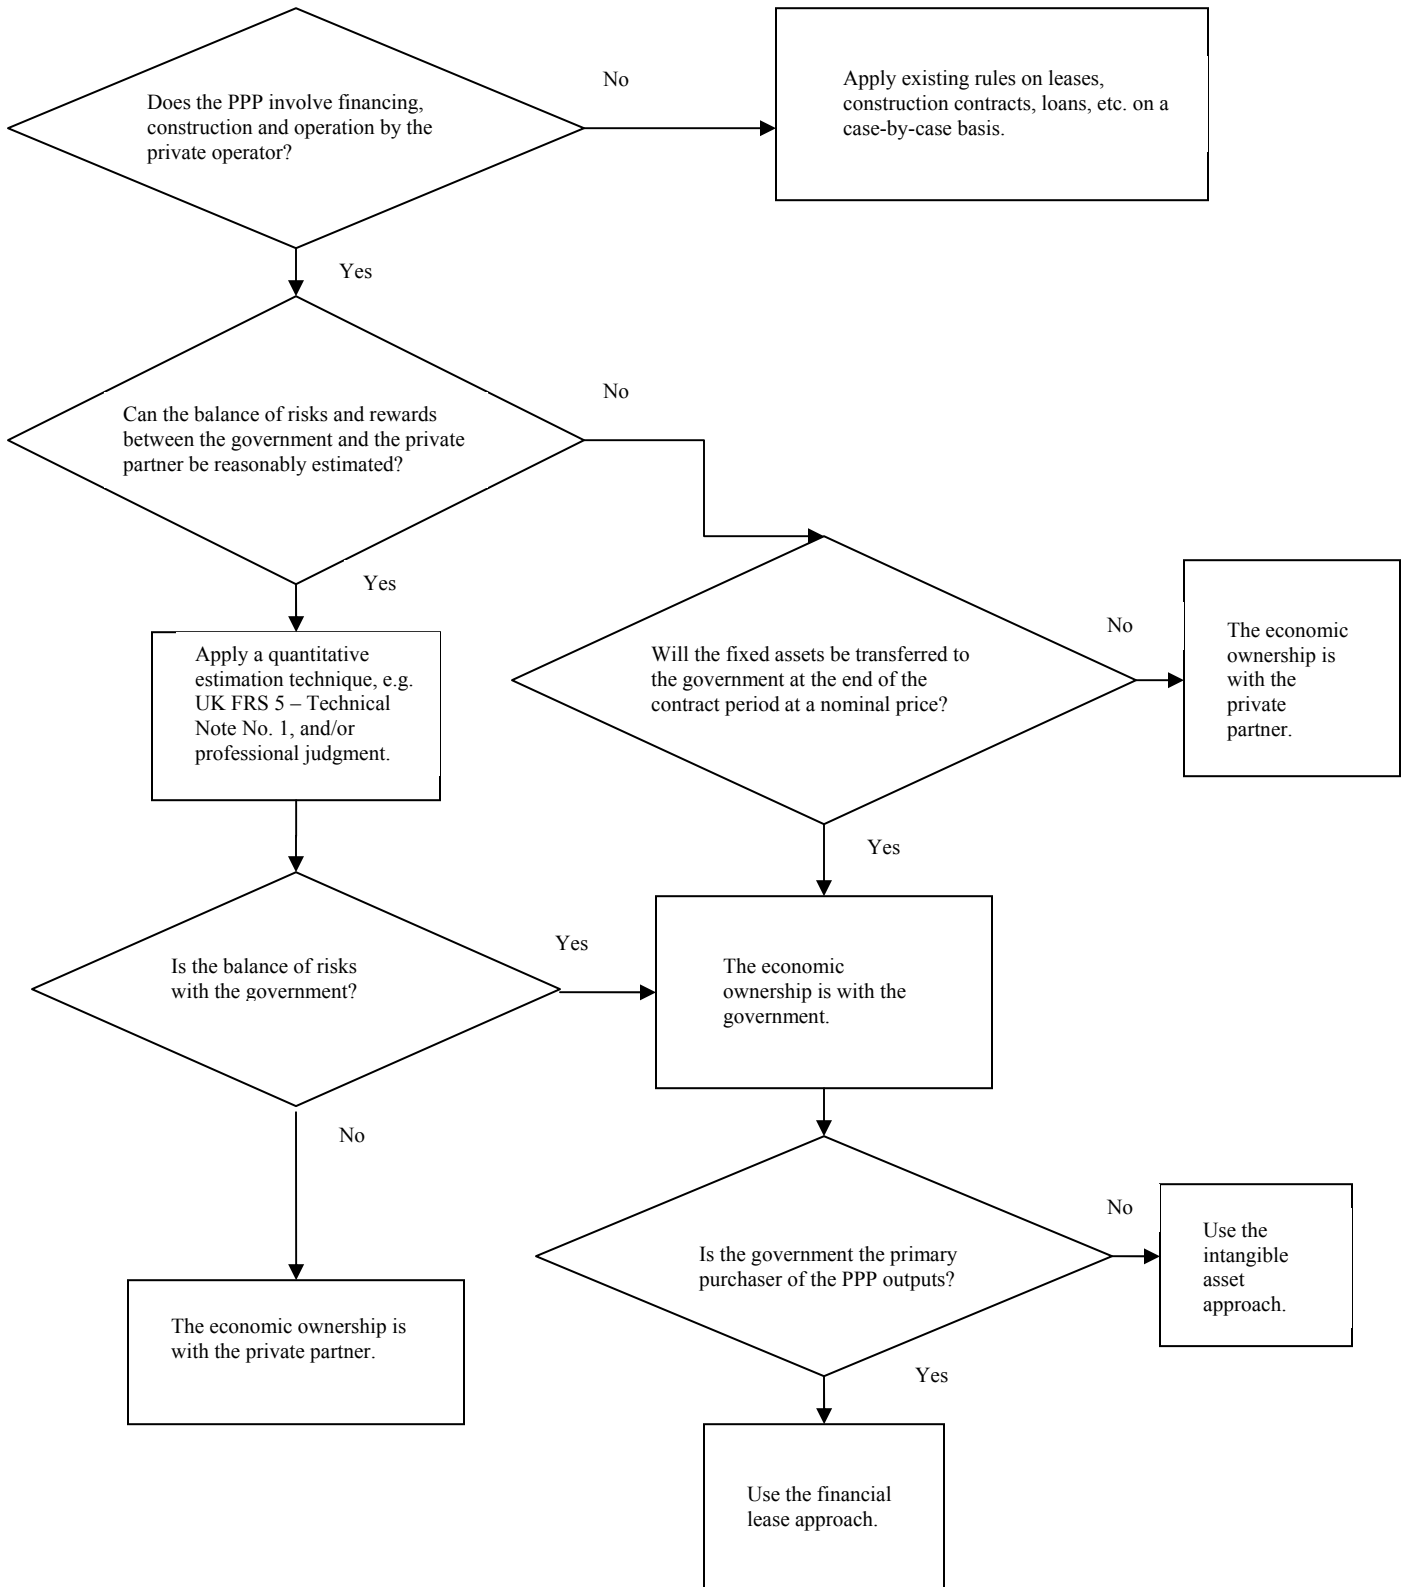 No
Does the PPP involve financing,
construction and operation by the
private operator?
Apply existing rules on leases,
construction contracts, loans, etc. on a
case-by-case basis.
Yes
No
Can the balance of risks and rewards
between the government and the private
partner be reasonably estimated?
Yes
Apply a quantitative
estimation technique, e.g.
UK FRS 5 – Technical
Note No. 1, and/or
professional judgment.
Will the fixed assets be transferred to
the government at the end of the
contract period at a nominal price?
No
The economic
ownership is
with the
private
partner.
Yes
Is the balance of risks
with the government?
Yes
The economic
ownership is with the
government.
No
The economic ownership is
with the private partner.
Is the government the primary
purchaser of the PPP outputs?
No
Use the
intangible
asset
approach.
Yes
Use the financial
lease approach.